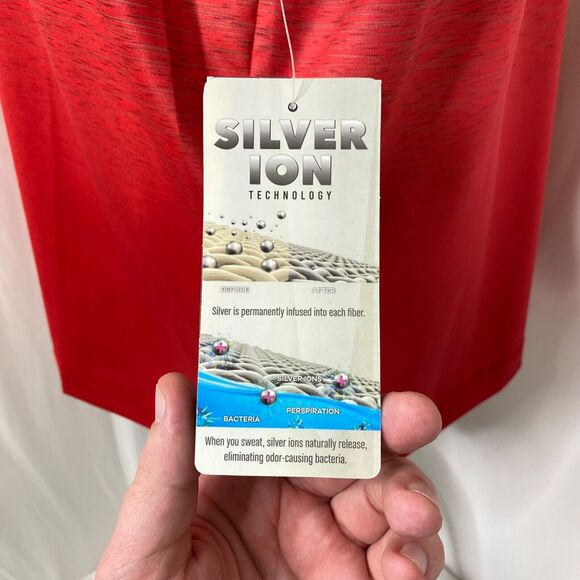 SILVER
ION
TECHNOLOGY
BEFORE AFTER
Silver is permanently infused into each fiber.
SILVER IONS
BACTERIA PERSPIRATION
When you sweat, silver ions naturally release,
eliminating odor-causing bacteria.